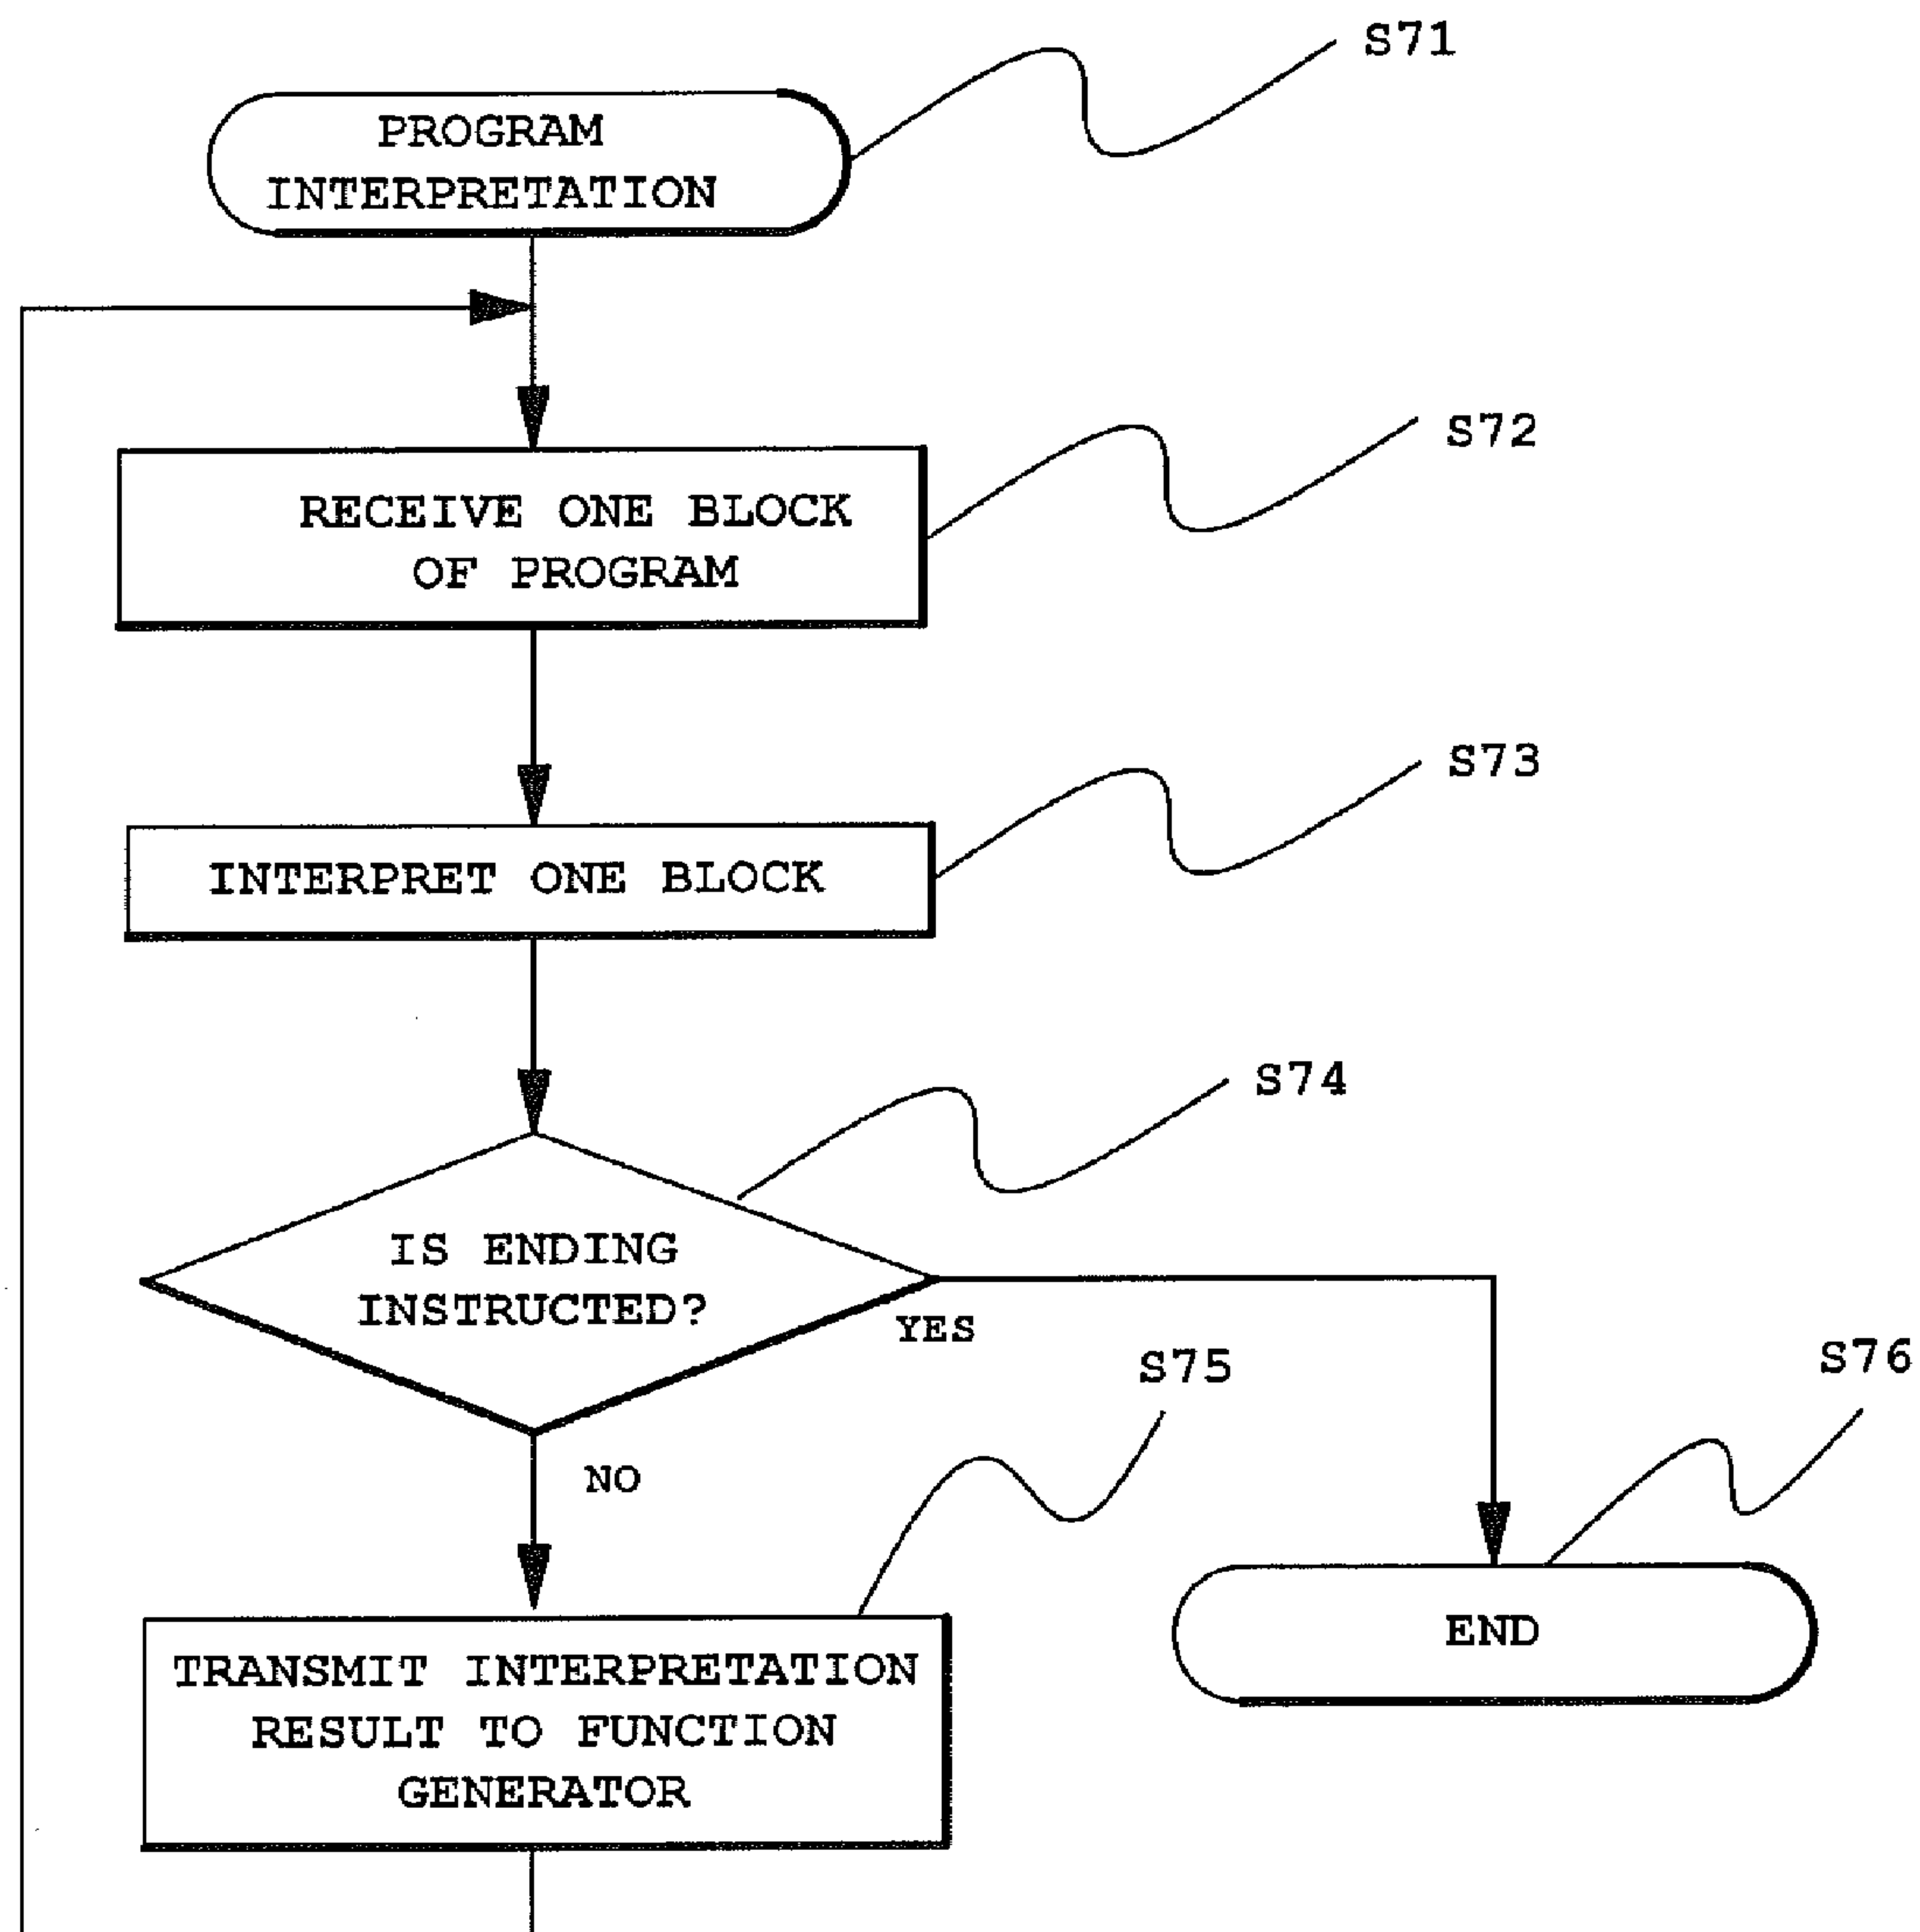 S71
PROGRAM
INTERPRETATION
S72
RECEIVE ONE BLOCK
OF PROGRAM
S73
INTERPRET ONE BLOCK
S74
IS ENDING
INSTRUCTED?
YES
S75
S76
NO
END
TRANSMIT INTERPRETATION
RESULT TO FUNCTION
GENERATOR